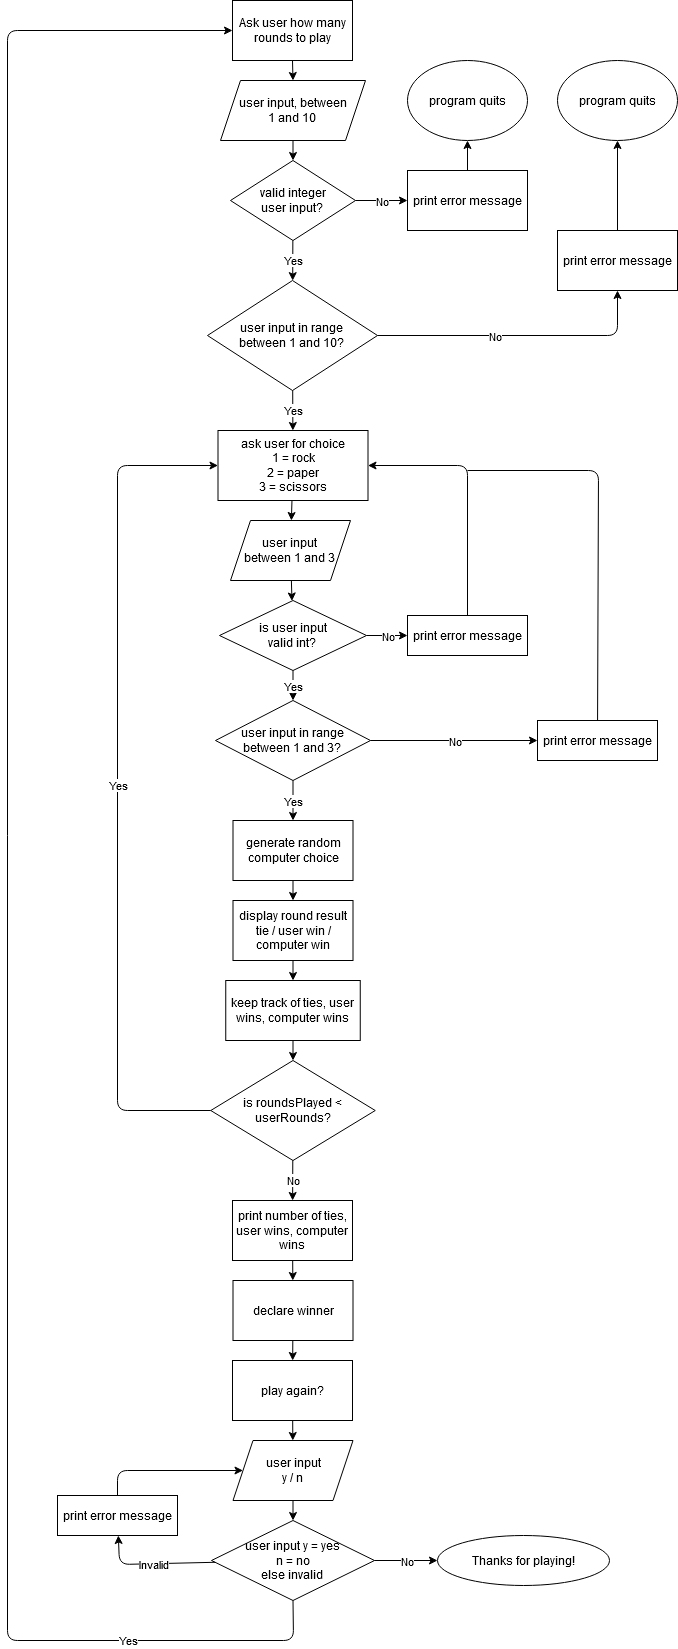 Ask user how many
rounds to play
user input, between
1 and 10
program quits
program quits
valid integer
user input?
No
print error message
Yes
print error message
user input in range
between 1 and 10?
No
Yes
ask user for choice
1 = rock
2 = paper
3 = scissors
user input
between 1 and 3
is user input
valid int?
No
print error message
Yes
user input in range
between 1 and 3?
No
print error message
Yes
Yes
generate random
computer choice
display round result
tie / user win /
computer win
keep track of ties, user
wins, computer wins
is roundsPlayed <
userRounds?
No
print number of ties,
user wins, computer
wins
declare winner
play again?
user input
y / n
print error message
user input y = yes
n = no
else invalid
Invalid
No
Thanks for playing!
Yes